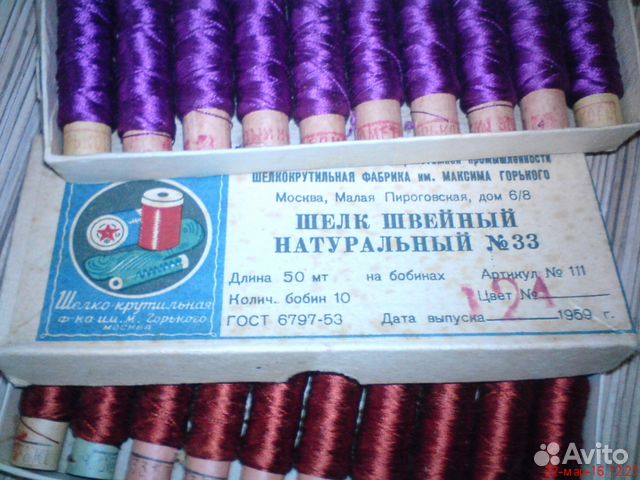 промышленности
ШЕЛКОКРУТИЛЬНАЯ ФАБРИКА им. МАКСИМА ГОРЬКОГО
Москва, Малая Пироговская, дом 6/8
ШЕЛК ШВЕЙНЫЙ
НАТУРАЛЬНЫЙ №33
Длина 50 мт на бобинах Артикул № 111
Колич. бобин 10 Цвет № 124
ГОСТ 6797-53 Дата выпуска 1959 г.
Шелко-крутильная
ф-ка им. М. Горького
МОСКВА
Avito